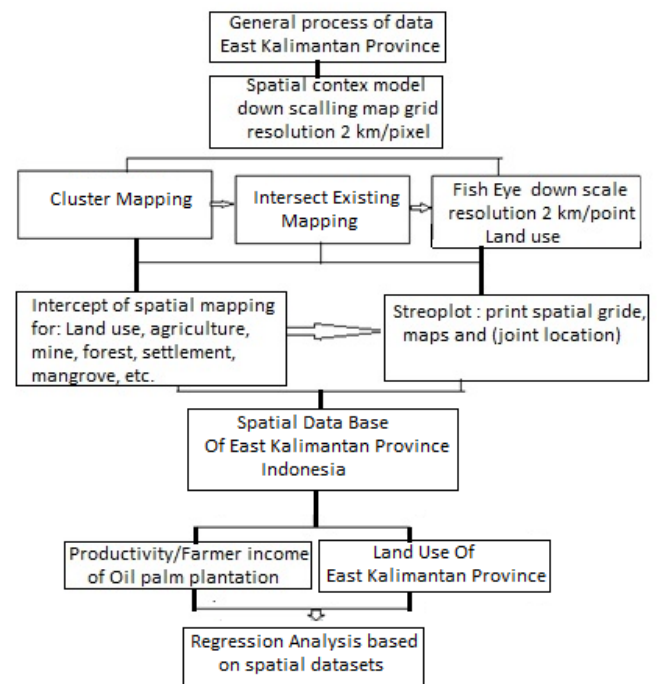 General process of data
East Kalimantan Province
Spatial contex model
down scalling map grid
resolution 2 km/pixel
Cluster Mapping
Intersect Existing
Mapping
Fish Eye down scale
resolution 2 km/point
Land use
Intercept of spatial mapping
for: Land use, agriculture,
mine, forest, settlement,
mangrove, etc.
Streoplot : print spatial gride,
maps and (joint location)
Spatial Data Base
Of East Kalimantan Province
Indonesia
Productivity/Farmer income
of Oil palm plantation
Land Use Of
East Kalimantan Province
Regression Analysis based
on spatial datasets